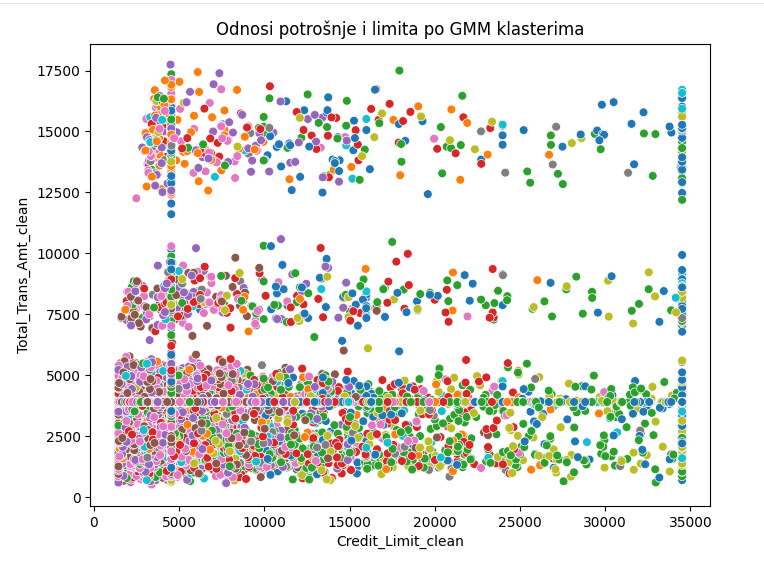 Odnosi potrošnje i limita po GMM klasterima
17500
15000
12500
10000
7500
5000
2500
0
Total_Trans_Amt_clean
0 5000 10000 15000 20000 25000 30000 35000
Credit_Limit_clean